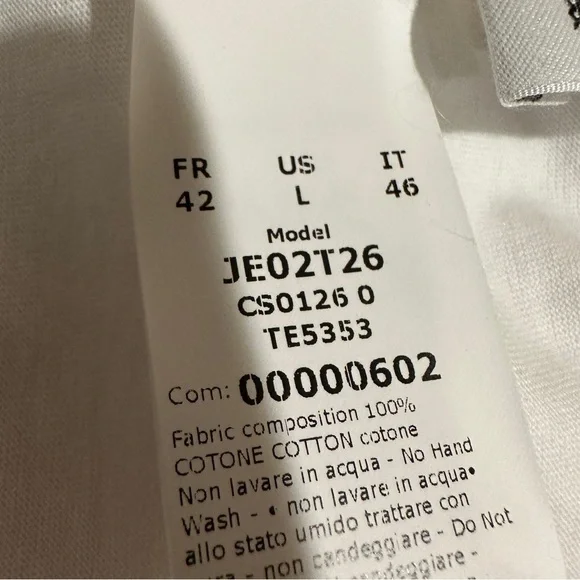 FR US IT
42 L 46
Model
JE02T26
CS0126 0
TE5353
Com: 00000602
Fabric composition 100%
COTONE COTTON cotone
Non lavare in acqua - No Hand
Wash - • non lavare in acqua•
allo stato umido trattare con
- non candeggiare - Do Not
candeggiare -